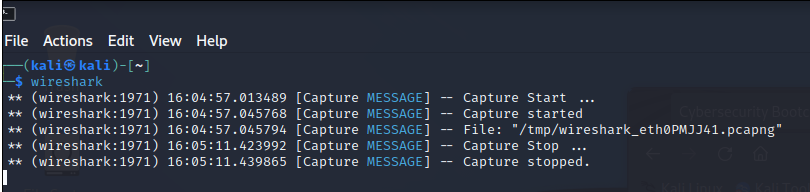 File Actions Edit View Help
(kali㉿kali)-[~]
$ wireshark
** (wireshark:1971) 16:04:57.013489 [Capture MESSAGE] -- Capture Start ...
** (wireshark:1971) 16:04:57.045768 [Capture MESSAGE] -- Capture started
** (wireshark:1971) 16:04:57.045794 [Capture MESSAGE] -- File: "/tmp/wireshark_eth0PMJJ41.pcapng"
** (wireshark:1971) 16:05:11.423992 [Capture MESSAGE] -- Capture Stop ...
** (wireshark:1971) 16:05:11.439865 [Capture MESSAGE] -- Capture stopped.